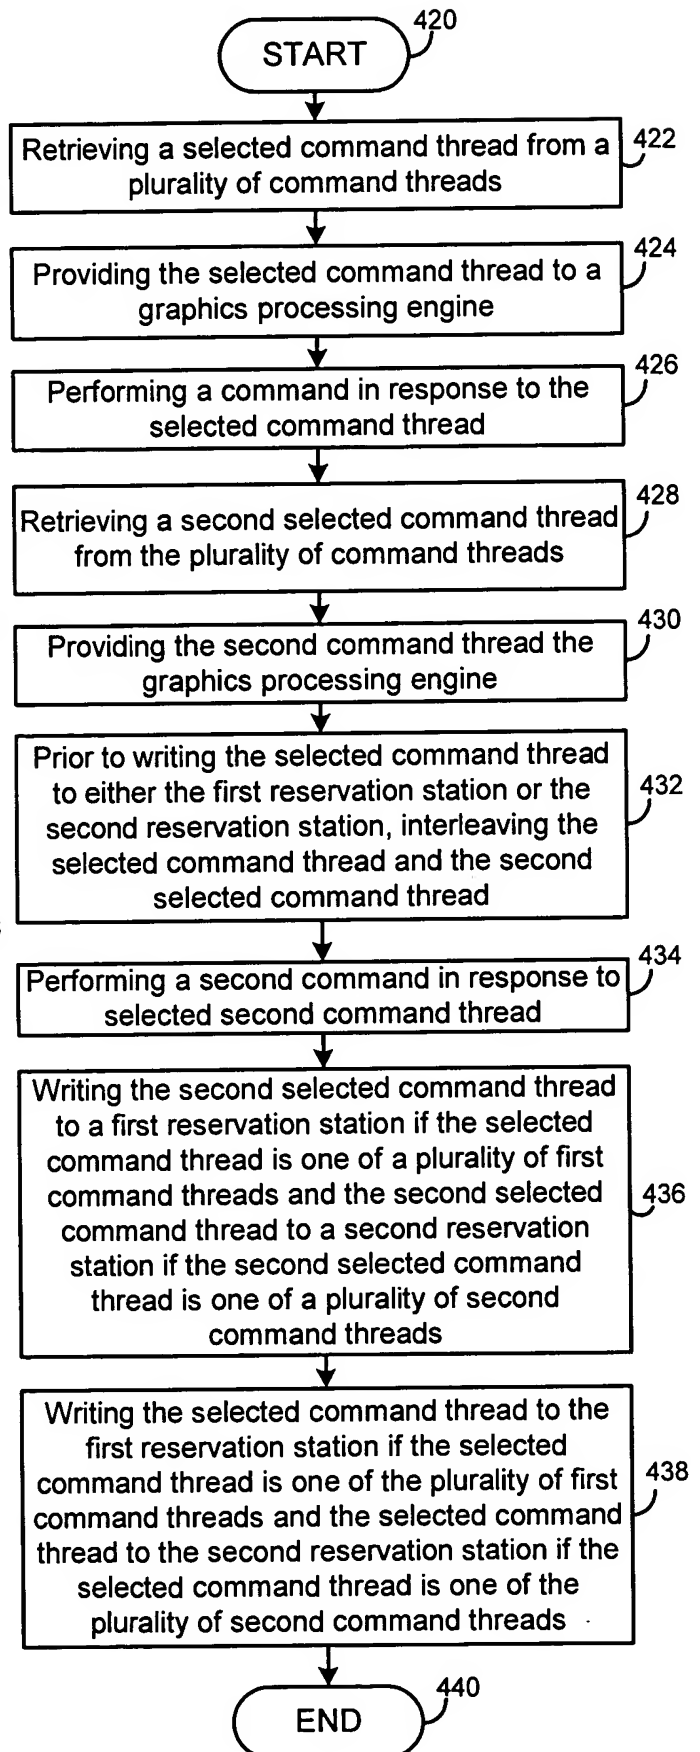 START
420
Retrieving a selected command thread from a
plurality of command threads
422
Providing the selected command thread to a
graphics processing engine
424
Performing a command in response to the
selected command thread
426
Retrieving a second selected command thread
from the plurality of command threads
428
Providing the second command thread the
graphics processing engine
430
Prior to writing the selected command thread
to either the first reservation station or the
second reservation station, interleaving the
selected command thread and the second
selected command thread
432
Performing a second command in response to
selected second command thread
434
Writing the second selected command thread
to a first reservation station if the selected
command thread is one of a plurality of first
command threads and the second selected
command thread to a second reservation
station if the second selected command
thread is one of a plurality of second
command threads
436
Writing the selected command thread to the
first reservation station if the selected
command thread is one of the plurality of first
command threads and the selected command
thread to the second reservation station if the
selected command thread is one of the
plurality of second command threads
438
END
440